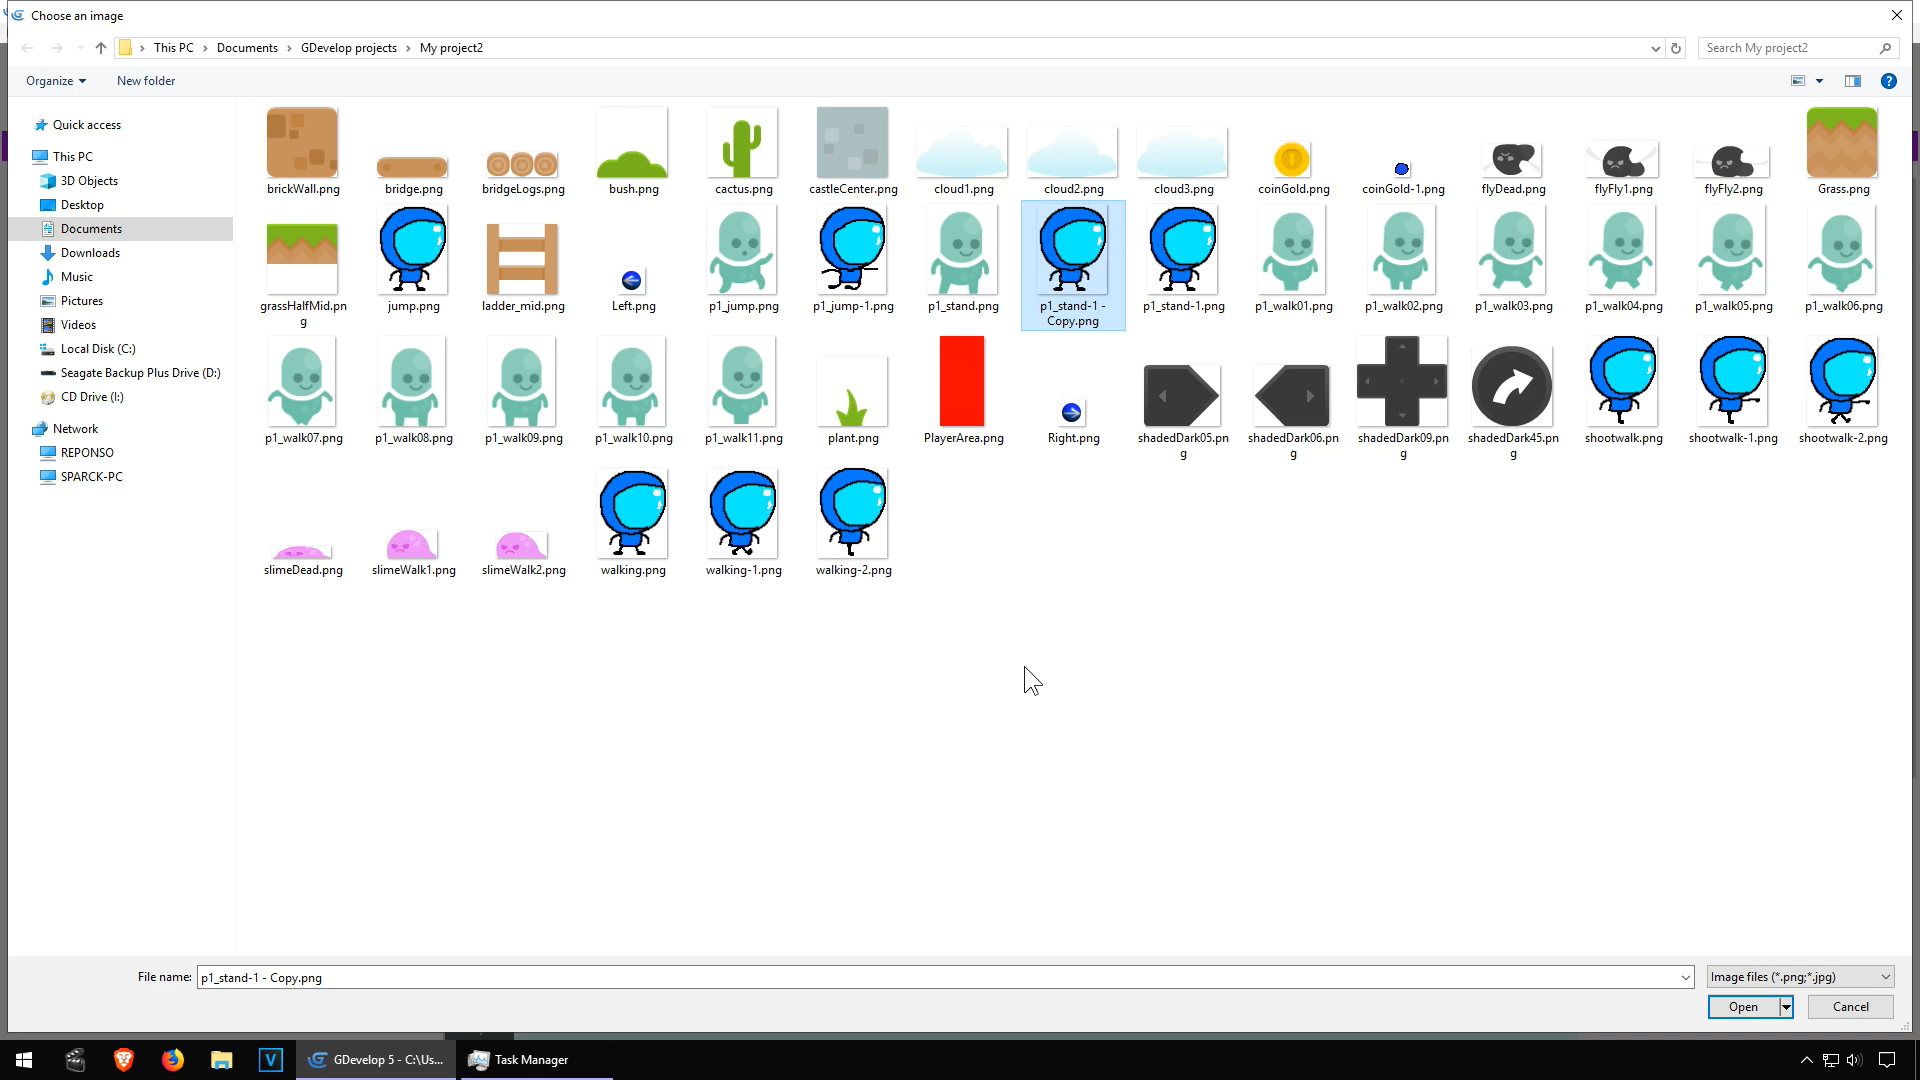 Choose an image
This PC > Documents > GDevelop projects > My project2
Search My project2
Organize
New folder
Quick access
This PC
3D Objects
Desktop
Documents
Downloads
Music
Pictures
Videos
Local Disk (C:)
Seagate Backup Plus Drive (D:)
CD Drive (I:)
Network
REPONSO
SPARCK-PC
brickWall.png
bridge.png
bridgeLogs.png
bush.png
cactus.png
castleCenter.png
cloud1.png
cloud2.png
cloud3.png
coinGold.png
coinGold-1.png
flyDead.png
flyFly1.png
flyFly2.png
Grass.png
grassHalfMid.pn
g
jump.png
ladder_mid.png
Left.png
p1_jump.png
p1_jump-1.png
p1_stand.png
p1_stand-1 -
Copy.png
p1_stand-1.png
p1_walk01.png
p1_walk02.png
p1_walk03.png
p1_walk04.png
p1_walk05.png
p1_walk06.png
p1_walk07.png
p1_walk08.png
p1_walk09.png
p1_walk10.png
p1_walk11.png
plant.png
PlayerArea.png
Right.png
shadedDark05.pn
g
shadedDark06.pn
g
shadedDark09.pn
g
shadedDark45.pn
g
shootwalk.png
shootwalk-1.png
shootwalk-2.png
slimeDead.png
slimeWalk1.png
slimeWalk2.png
walking.png
walking-1.png
walking-2.png
File name:
p1_stand-1 - Copy.png
Image files (*.png;*.jpg)
Open
Cancel
GDevelop 5 - C:\Us...
Task Manager